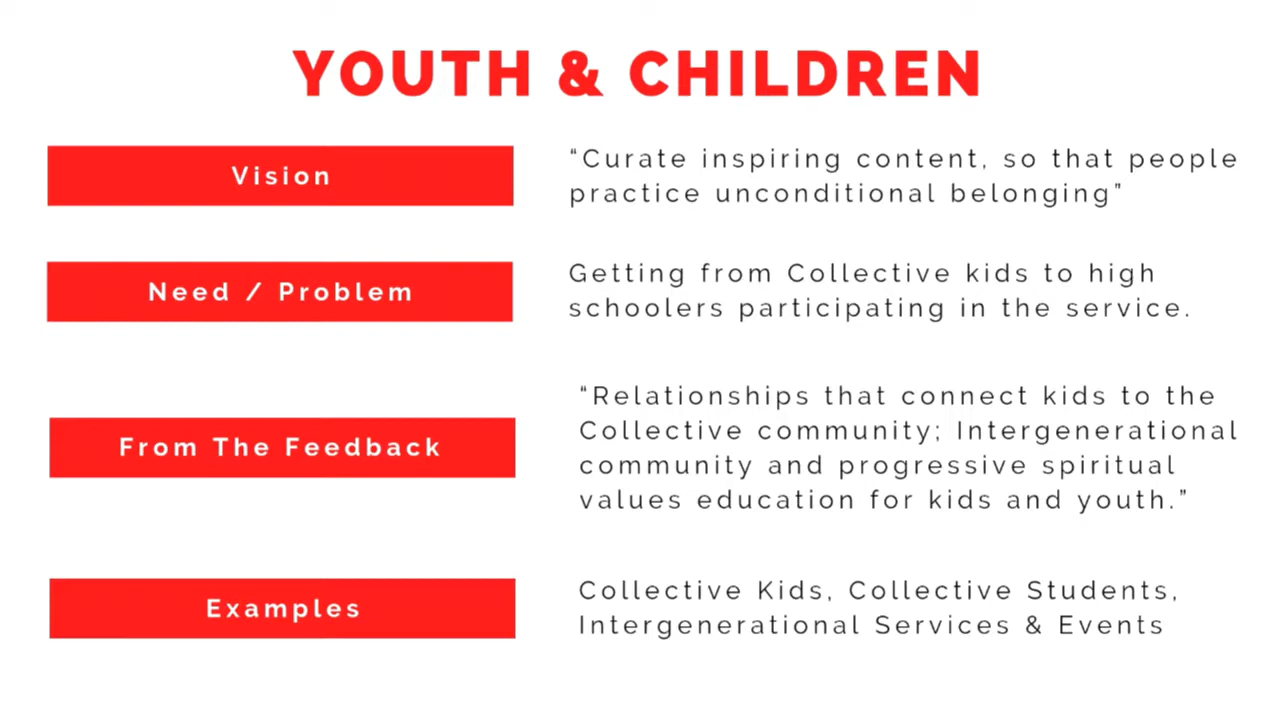 YOUTH & CHILDREN
Vision
“Curate inspiring content, so that people
practice unconditional belonging”
Need / Problem
Getting from Collective kids to high
schoolers participating in the service.
From The Feedback
“Relationships that connect kids to the
Collective community; Intergenerational
community and progressive spiritual
values education for kids and youth.”
Examples
Collective Kids, Collective Students,
Intergenerational Services & Events